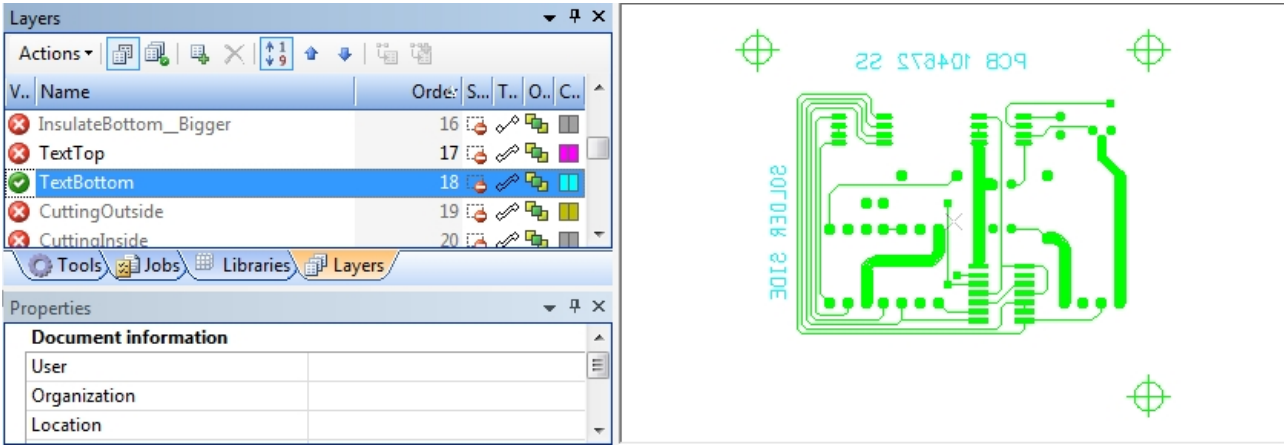 Layers
Actions
V.. Name Order S... T.. O.. C..
InsulateBottom__Bigger 16
TextTop 17
TextBottom 18
CuttingOutside 19
CuttingInside 20
Tools Jobs Libraries Layers
Properties
Document information
User
Organization
Location
PCB 104672 SS
SOLDER SIDE